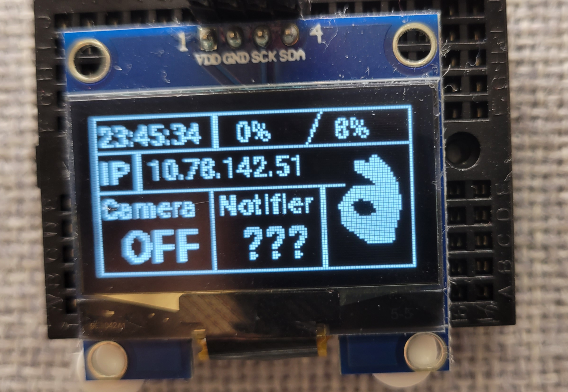 1 4
VDD GND SCK SDA
23:45:34 0% / 8%
IP 10.78.142.51
Camera Notifier
OFF ???